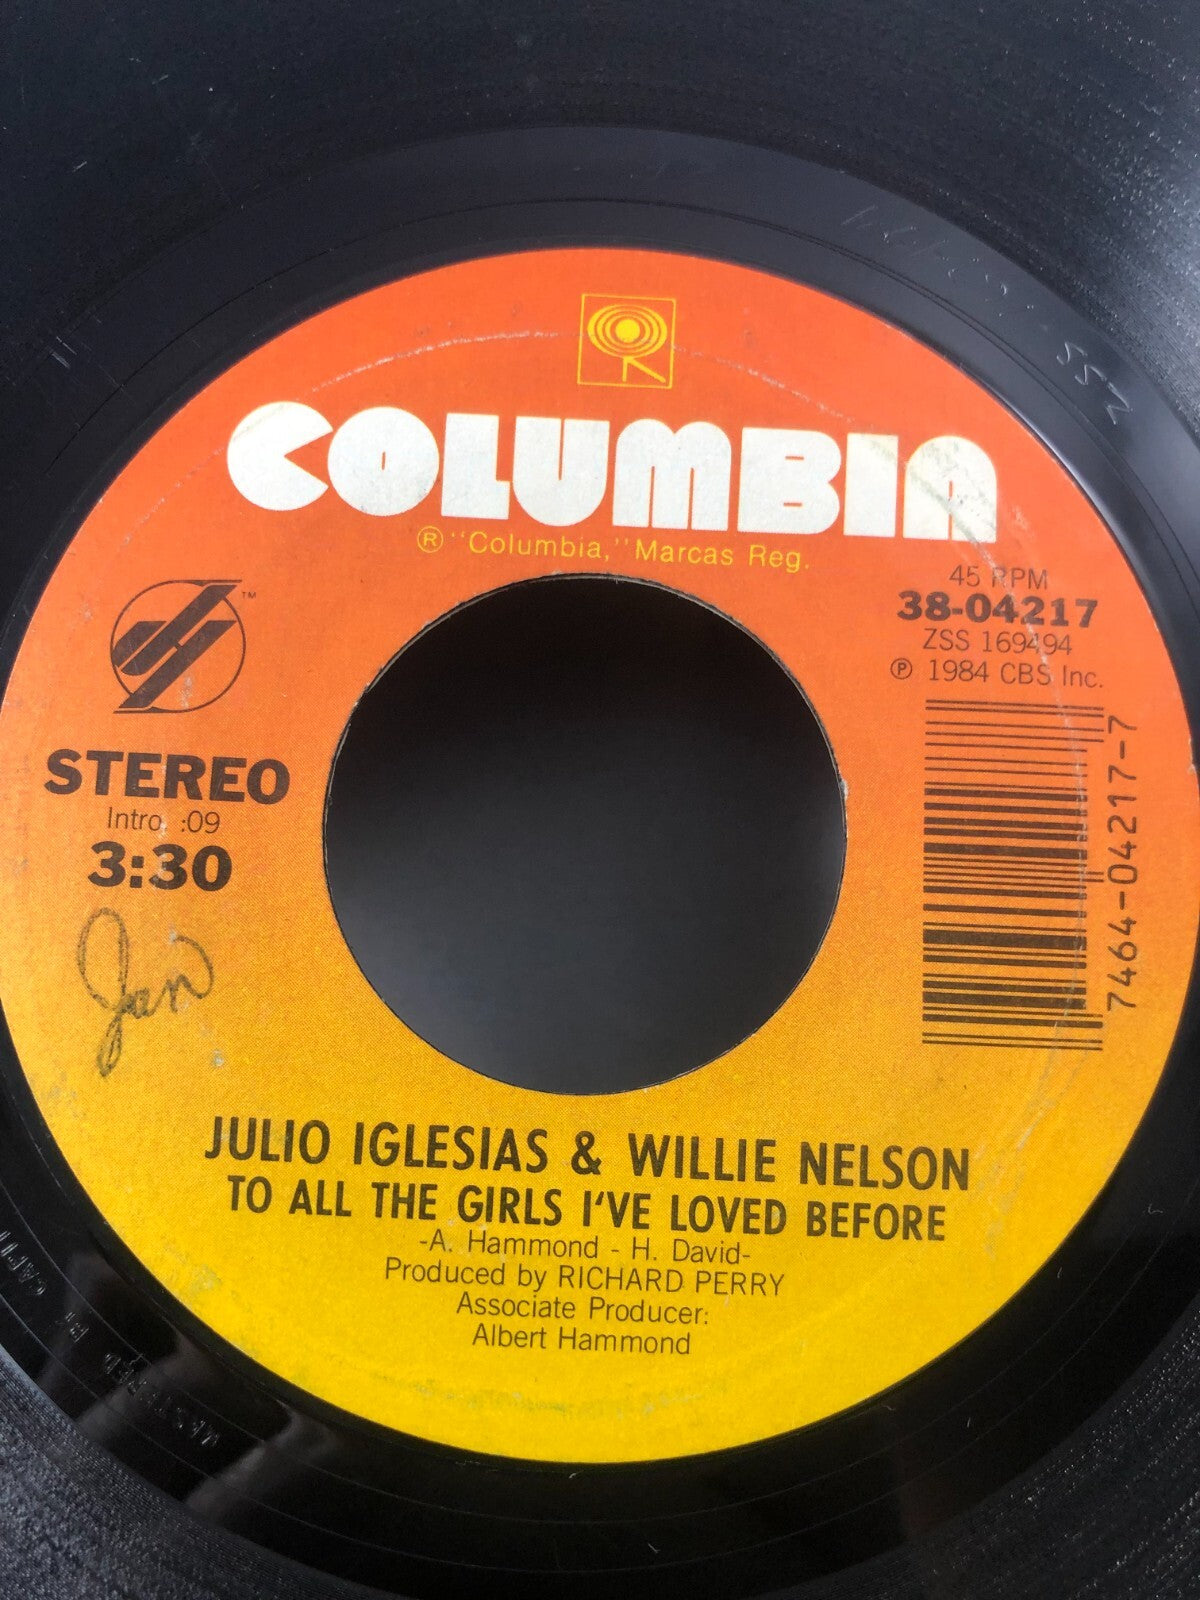 COLUMBIA
® "Columbia," Marcas Reg.
45 RPM
38-04217
ZSS 169494
℗ 1984 CBS Inc.
™
STEREO
Intro :09
3:30
Jan
7464-04217-7
JULIO IGLESIAS & WILLIE NELSON
TO ALL THE GIRLS I'VE LOVED BEFORE
-A. Hammond - H. David-
Produced by RICHARD PERRY
Associate Producer:
Albert Hammond